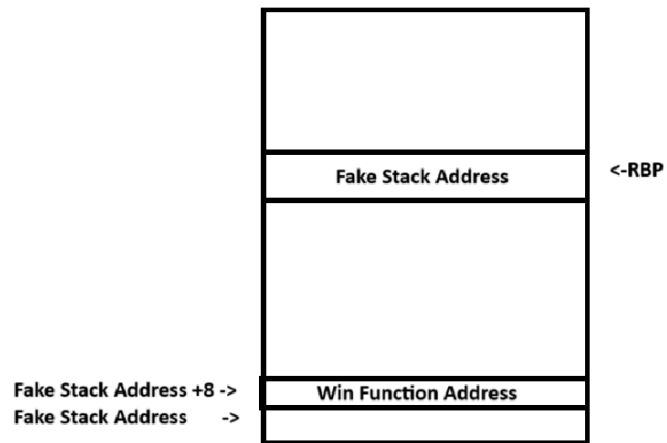 Fake Stack Address
<-RBP
Fake Stack Address +8 ->
Win Function Address
Fake Stack Address ->